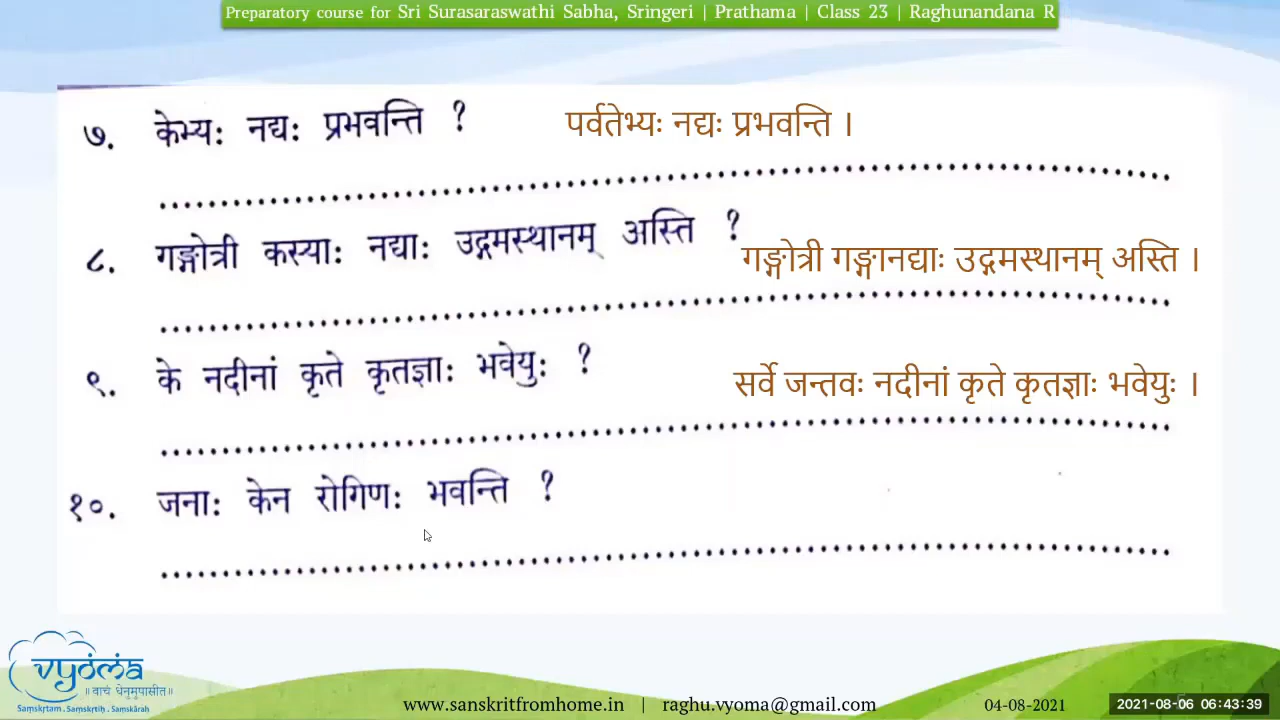 Preparatory course for Sri Surasaraswathi Sabha, Sringeri | Prathama | Class 23 | Raghunandana R
७. केभ्यः नद्यः प्रभवन्ति ? पर्वतेभ्यः नद्यः प्रभवन्ति ।
८. गङ्गोत्री कस्याः नद्याः उद्गमस्थानम् अस्ति ?
गङ्गोत्री गङ्गानद्याः उद्गमस्थानम् अस्ति ।
९. के नदीनां कृते कृतज्ञाः भवेयुः ?
सर्वे जन्तवः नदीनां कृते कृतज्ञाः भवेयुः ।
१०. जनाः केन रोगिणः भवन्ति ?
vyoma
॥ वाचं धेनुमुपासीत॥
Saṃskṛtam . Saṃskṛtiḥ . Saṃskārāḥ
www.sanskritfromhome.in | raghu.vyoma@gmail.com 04-08-2021
2021-08-06 06:43:39